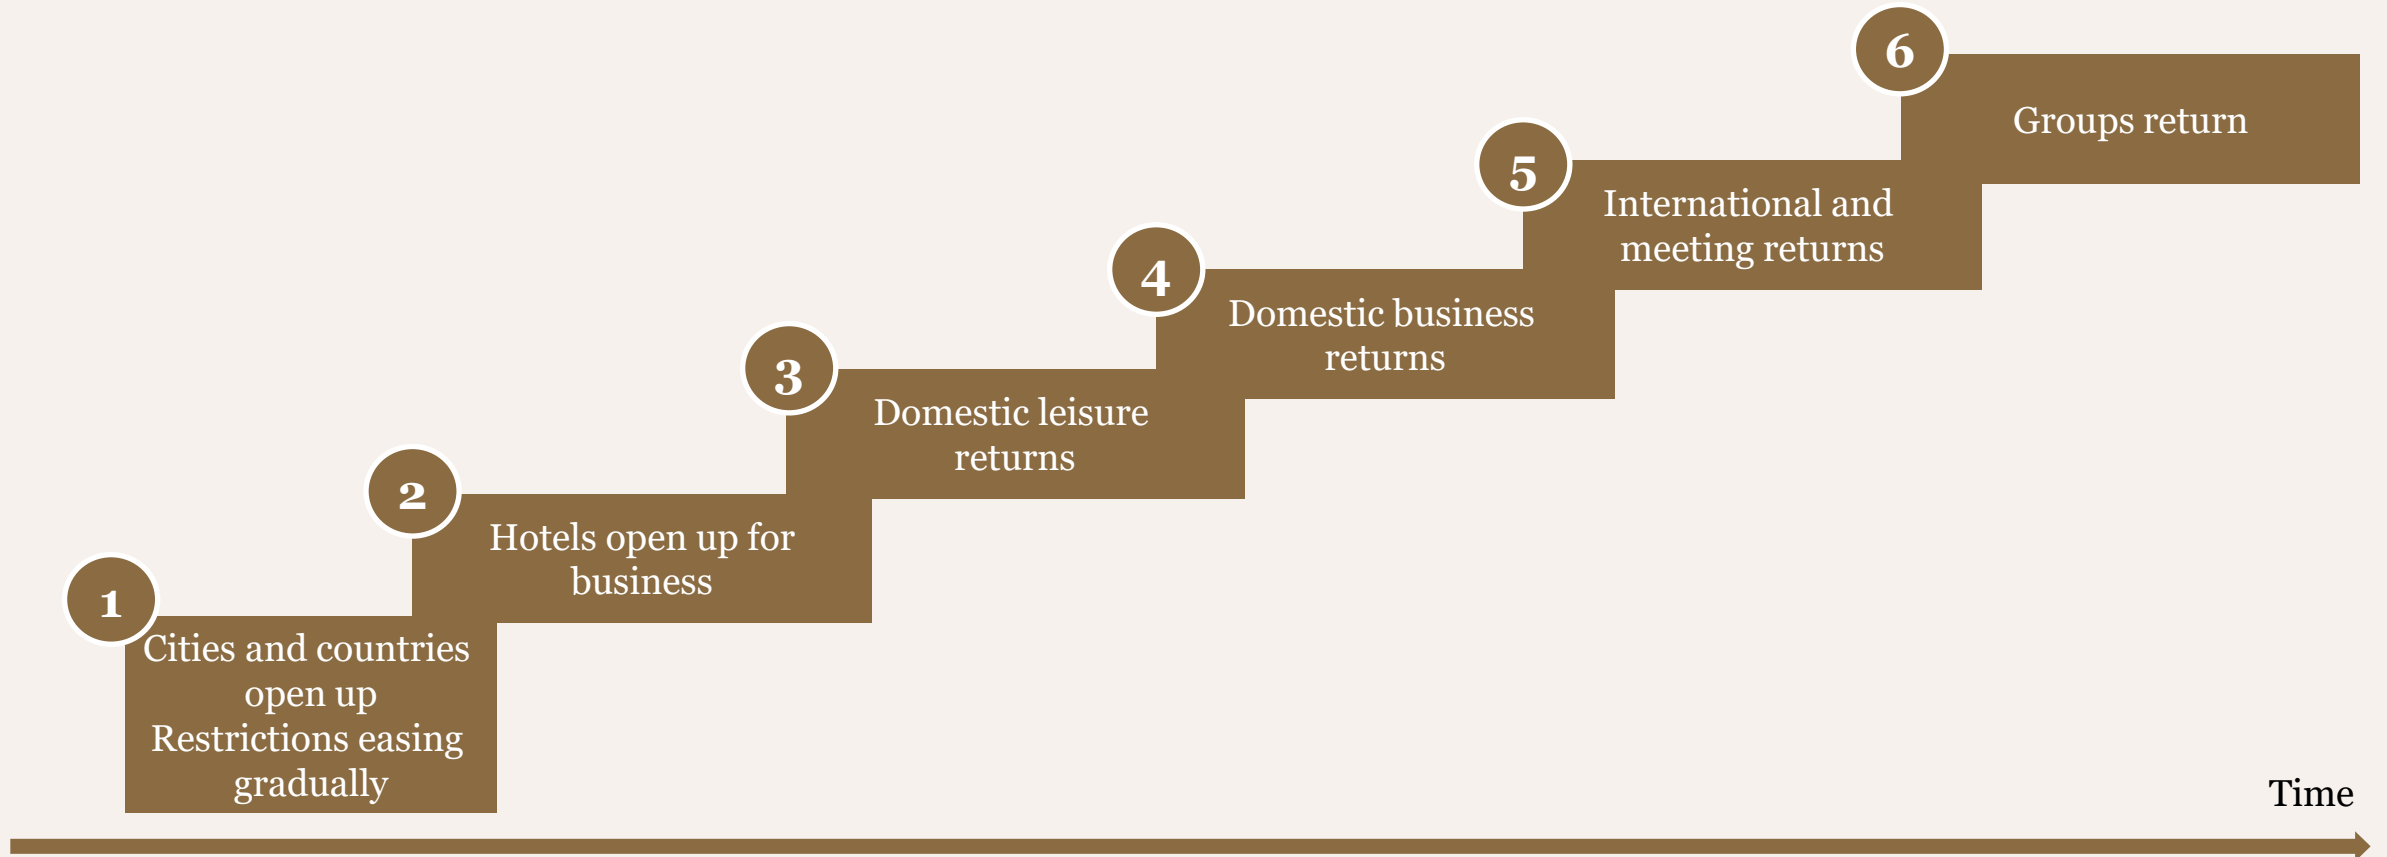 1
Cities and countries
open up
Restrictions easing
gradually
2
Hotels open up for
business
3
Domestic leisure
returns
4
Domestic business
returns
5
International and
meeting returns
6
Groups return
Time